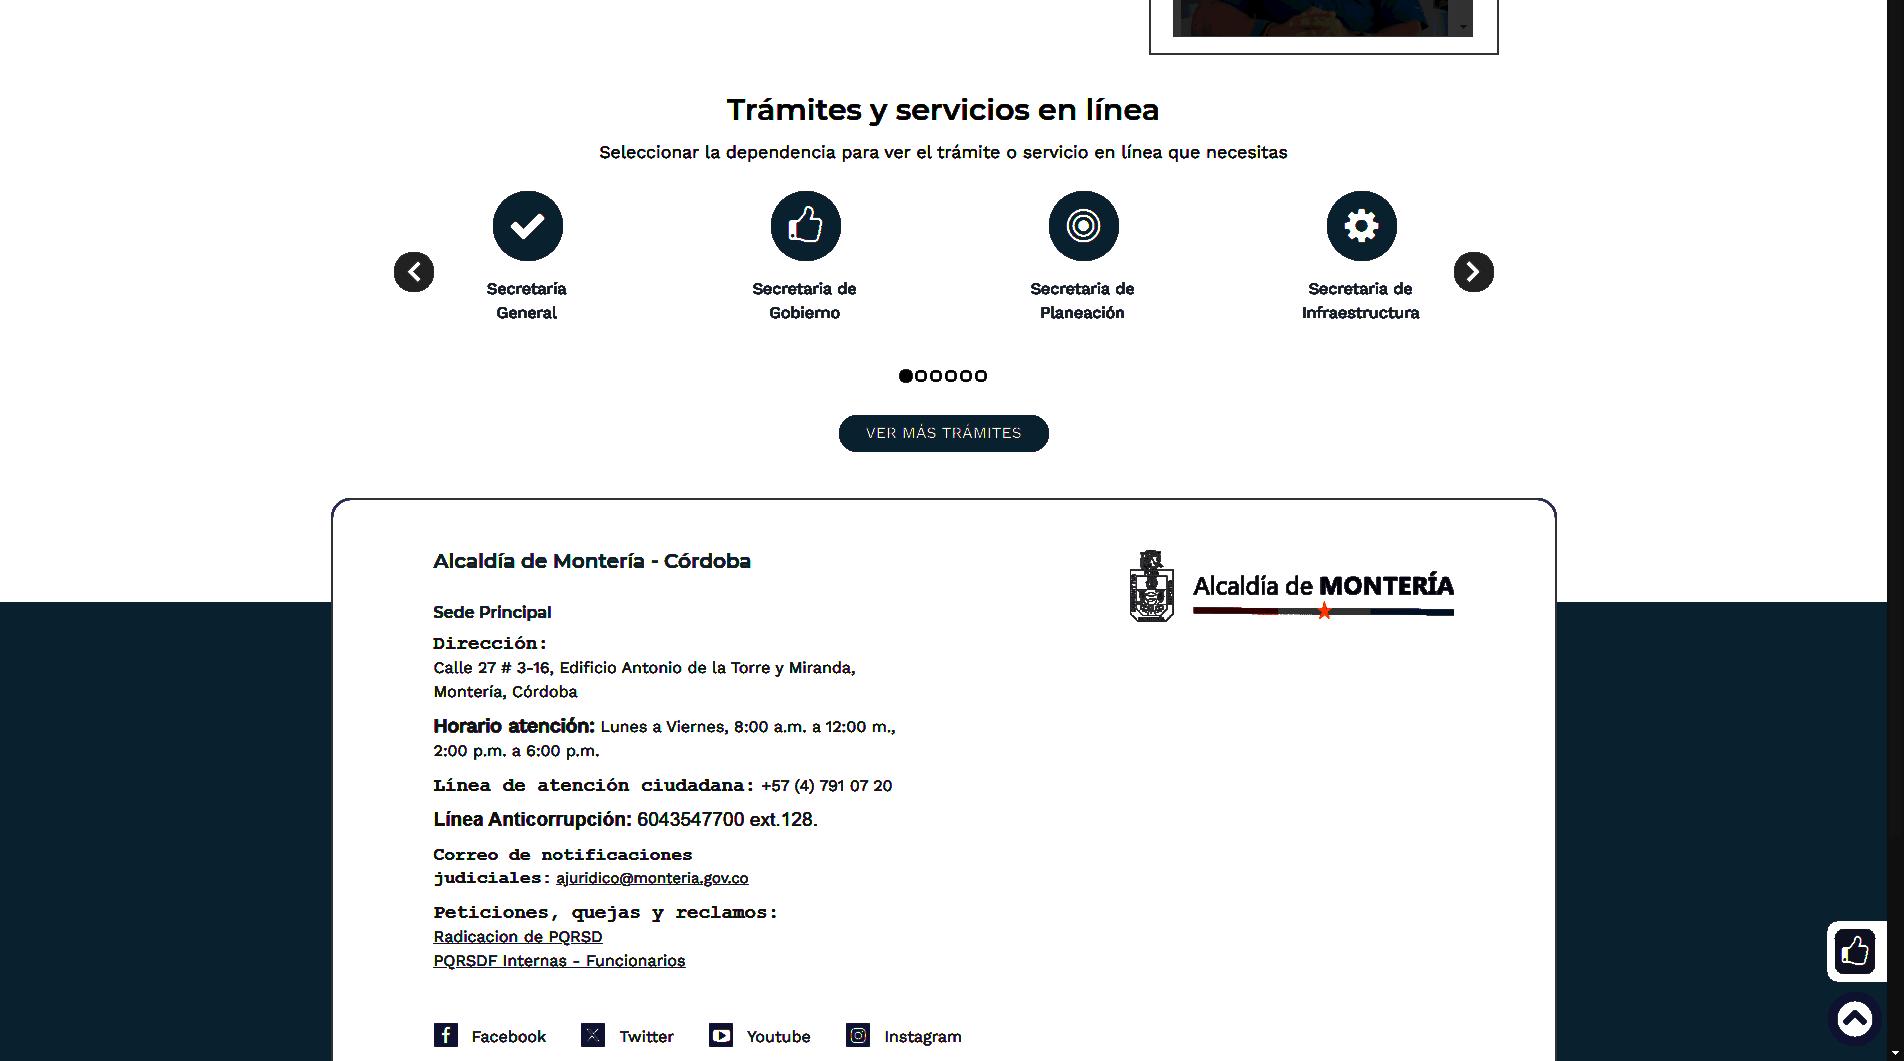 Trámites y servicios en línea
Seleccionar la dependencia para ver el trámite o servicio en línea que necesitas
Secretaría
General
Secretaria de
Gobierno
Secretaria de
Planeación
Secretaria de
Infraestructura
VER MÁS TRÁMITES
Alcaldía de Montería - Córdoba
Alcaldía de MONTERÍA
Sede Principal
Dirección:
Calle 27 # 3-16, Edificio Antonio de la Torre y Miranda,
Montería, Córdoba
Horario atención: Lunes a Viernes, 8:00 a.m. a 12:00 m.,
2:00 p.m. a 6:00 p.m.
Línea de atención ciudadana: +57 (4) 791 07 20
Línea Anticorrupción: 6043547700 ext.128.
Correo de notificaciones
judiciales: ajuridico@monteria.gov.co
Peticiones, quejas y reclamos:
Radicacion de PQRSD
PQRSDF Internas - Funcionarios
Facebook Twitter Youtube Instagram